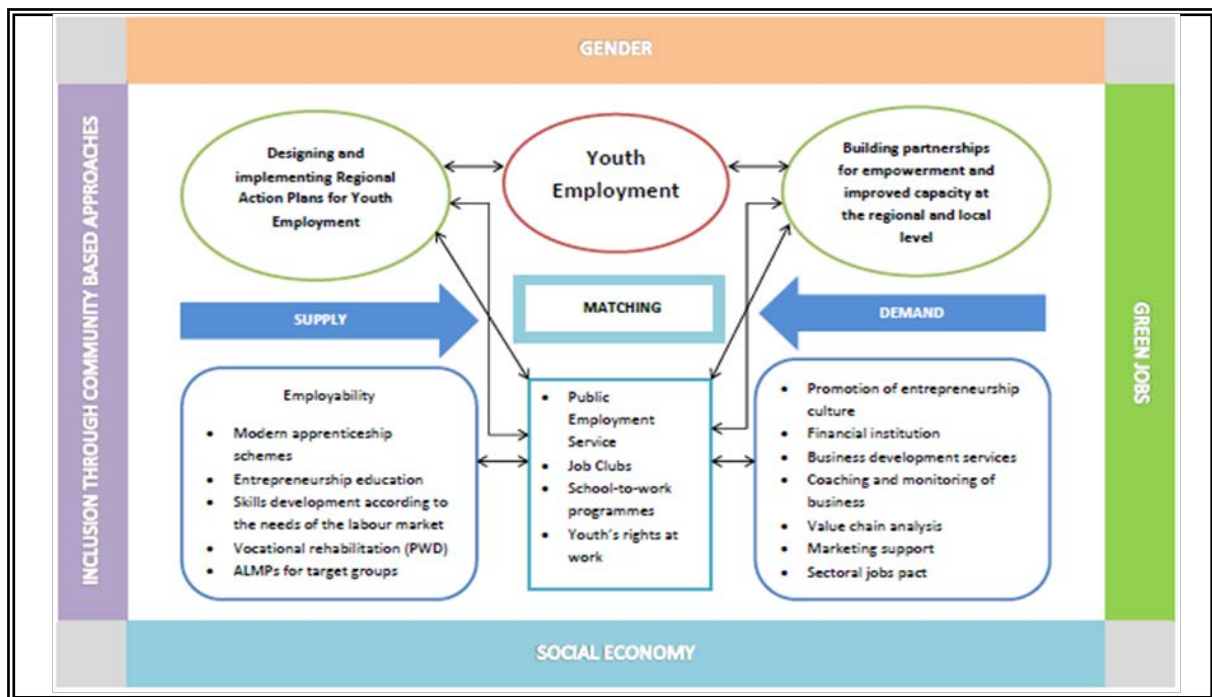 GENDER
INCLUSION THROUGH COMMUNITY BASED APPROACHES
Designing and
implementing Regional
Action Plans for Youth
Employment
Youth
Employment
Building partnerships
for empowerment and
improved capacity at
the regional and local
level
GREEN JOBS
SUPPLY
MATCHING
DEMAND
Employability
• Modern apprenticeship
schemes
• Entrepreneurship education
• Skills development according to
the needs of the labour market
• Vocational rehabilitation (PWD)
• ALMPs for target groups
• Public
Employment
Service
• Job Clubs
• School-to-work
programmes
• Youth's rights at
work
• Promotion of entrepreneurship
culture
• Financial institution
• Business development services
• Coaching and monitoring of
business
• Value chain analysis
• Marketing support
• Sectoral jobs pact
SOCIAL ECONOMY